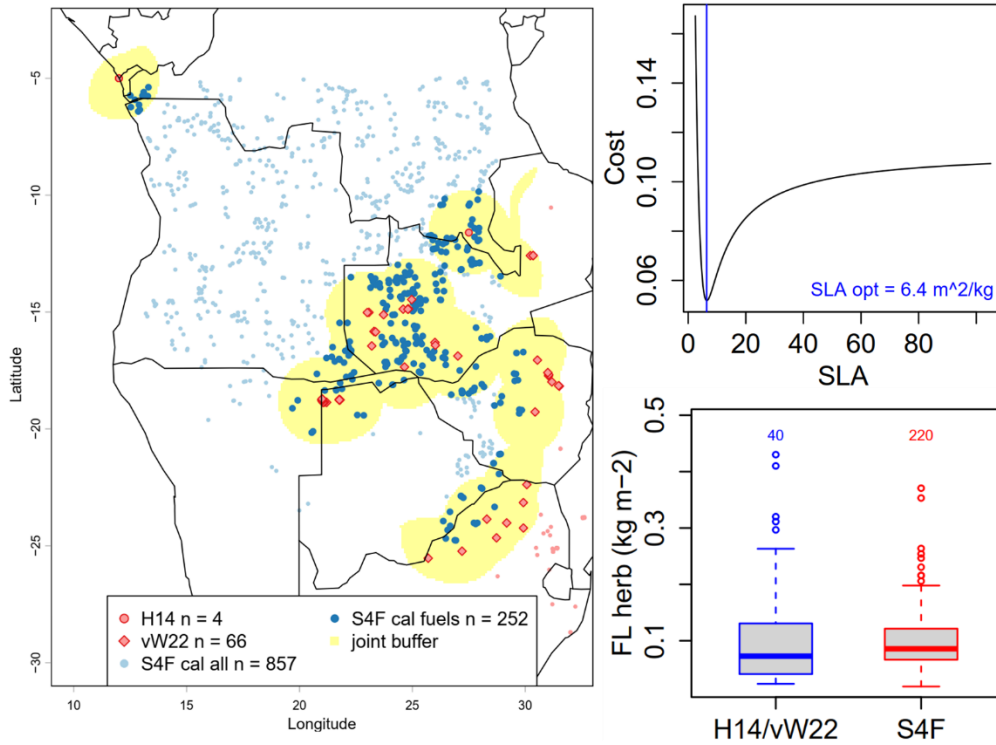 -5
-10
-15
-20
-25
-30
Latitude
10
15
20
25
30
Longitude
H14 n = 4
vW22 n = 66
S4F cal all n = 857
S4F cal fuels n = 252
joint buffer
0.14
0.10
0.06
Cost
SLA opt = 6.4 m^2/kg
0
20
40
60
80
SLA
0.5
0.3
0.1
FL herb (kg m−2)
40
220
H14/vW22
S4F